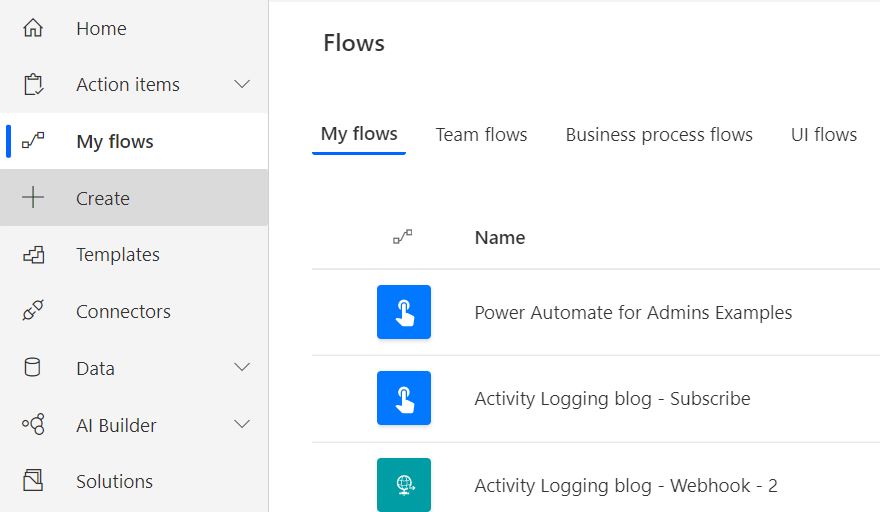 Home
Action items
My flows
Create
Templates
Connectors
Data
AI Builder
Solutions
Flows
My flows Team flows Business process flows UI flows
Name
Power Automate for Admins Examples
Activity Logging blog - Subscribe
Activity Logging blog - Webhook - 2